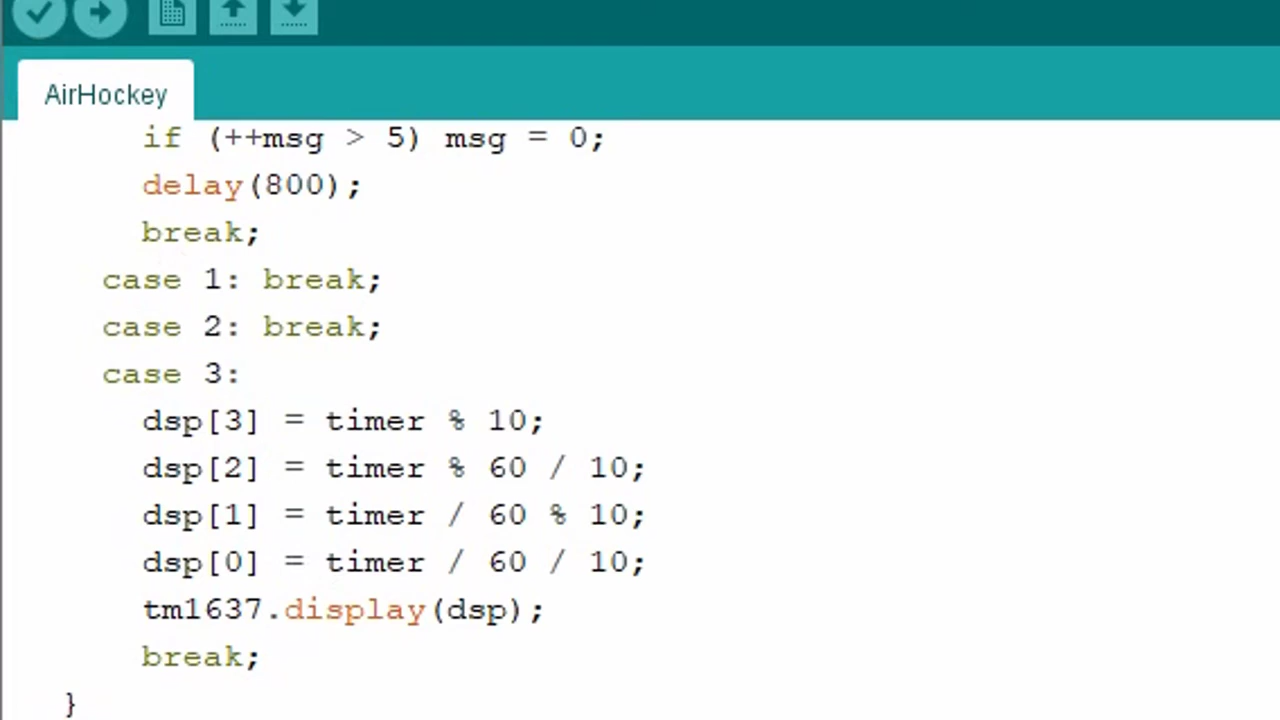 AirHockey
if (++msg > 5) msg = 0;
delay(800);
break;
case 1: break;
case 2: break;
case 3:
dsp[3] = timer % 10;
dsp[2] = timer % 60 / 10;
dsp[1] = timer / 60 % 10;
dsp[0] = timer / 60 / 10;
tm1637.display(dsp);
break;
}